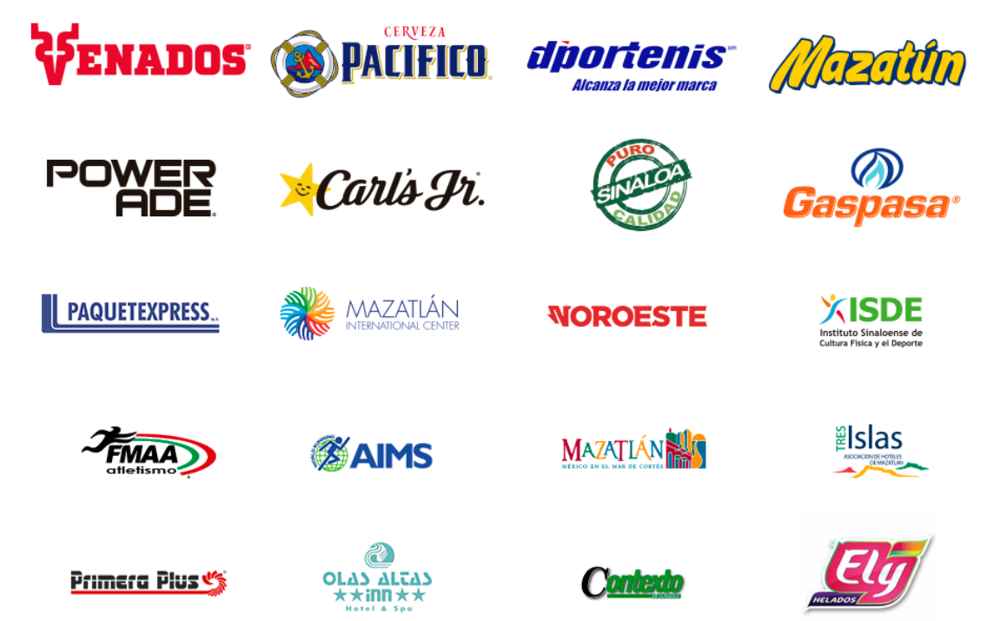 VENADOS
CERVEZA
PACIFICO
dportenis MR
Alcanza la mejor marca
Mazatún
POWER
ADE
Carl's Jr.
PURO
SINALOA
CALIDAD
Gaspasa
PAQUETEXPRESS
MAZATLÁN
INTERNATIONAL CENTER
NOROESTE
ISDE
Instituto Sinaloense de
Cultura Física y el Deporte
FMAA
atletismo
WORLD RUNNING
AIMS
MAZATLÁN
MÉXICO EN EL MAR DE CORTÉS
TRES
Islas
ASOCIACION DE HOTELES
DE MAZATLAN
Primera Plus
OLAS ALTAS
inn
Hotel & Spa
Contexto
Ely
HELADOS